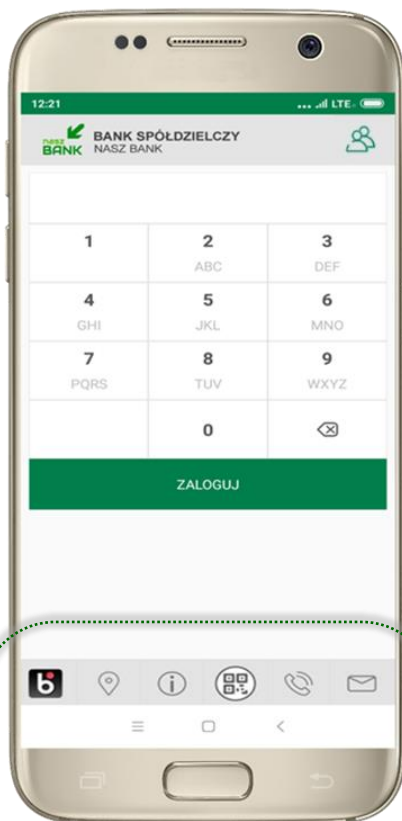 12:21
... LTE
nasz
BANK
BANK SPÓŁDZIELCZY
NASZ BANK
1 2 3
ABC DEF
4 5 6
GHI JKL MNO
7 8 9
PQRS TUV WXYZ
0
ZALOGUJ
b
i